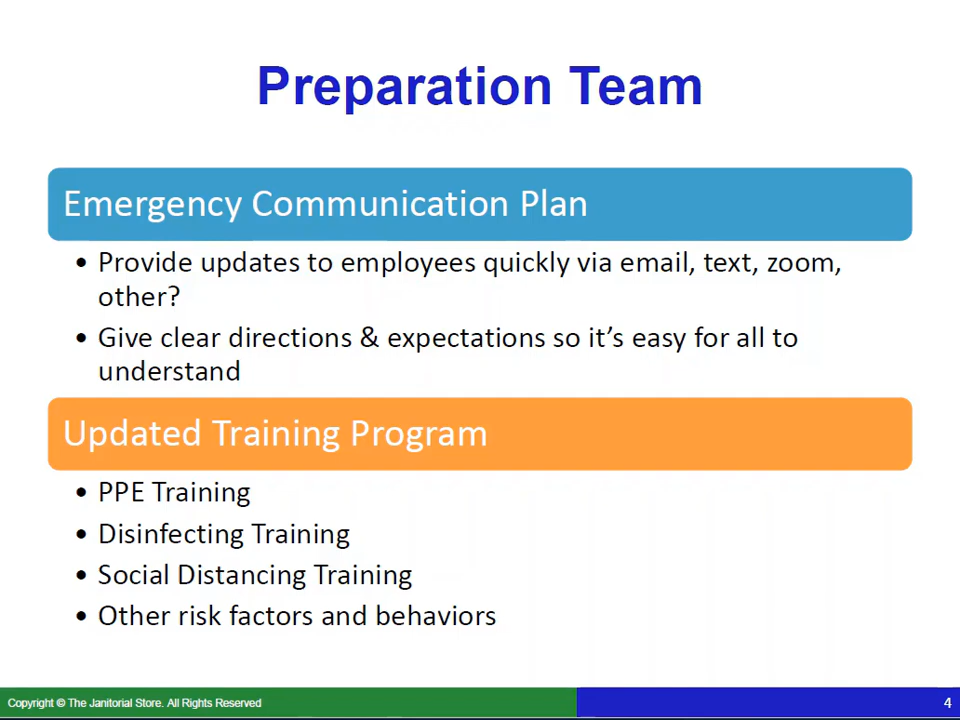 Preparation Team
Emergency Communication Plan
• Provide updates to employees quickly via email, text, zoom,
other?
• Give clear directions & expectations so it’s easy for all to
understand
Updated Training Program
• PPE Training
• Disinfecting Training
• Social Distancing Training
• Other risk factors and behaviors
Copyright © The Janitorial Store. All Rights Reserved
4